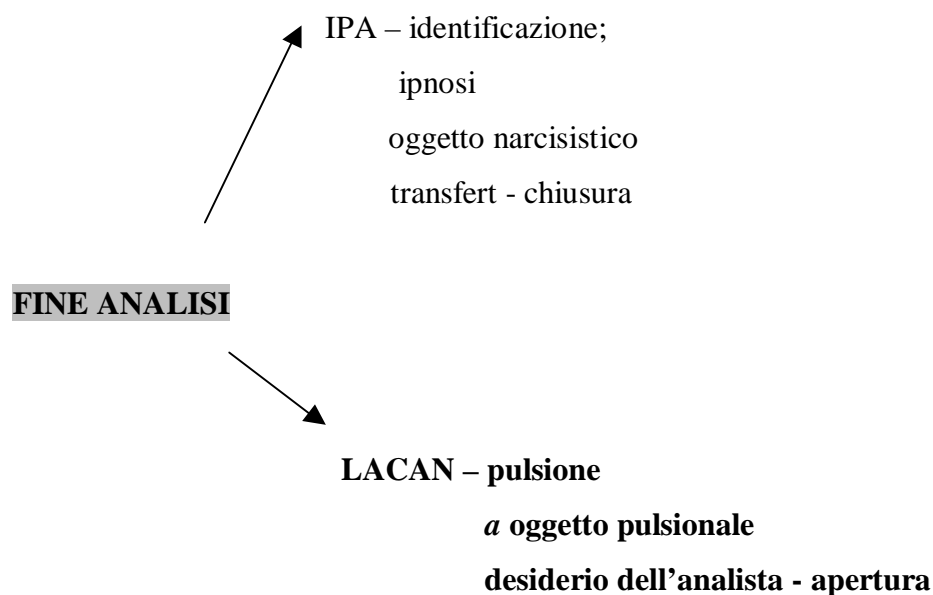 IPA – identificazione;
ipnosi
oggetto narcisistico
transfert - chiusura
FINE ANALISI
LACAN – pulsione
a oggetto pulsionale
desiderio dell’analista - apertura